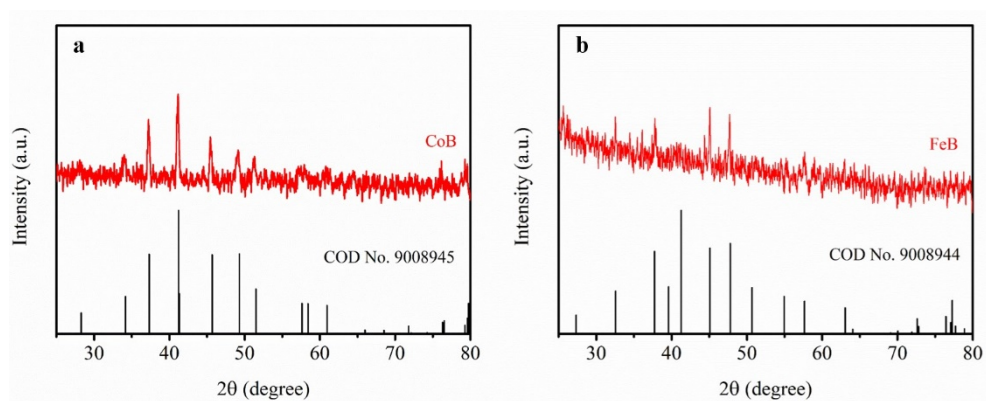 a
CoB
COD No. 9008945
Intensity (a.u.)
30 40 50 60 70 80
2θ (degree)
b
FeB
COD No. 9008944
Intensity (a.u.)
30 40 50 60 70 80
2θ (degree)